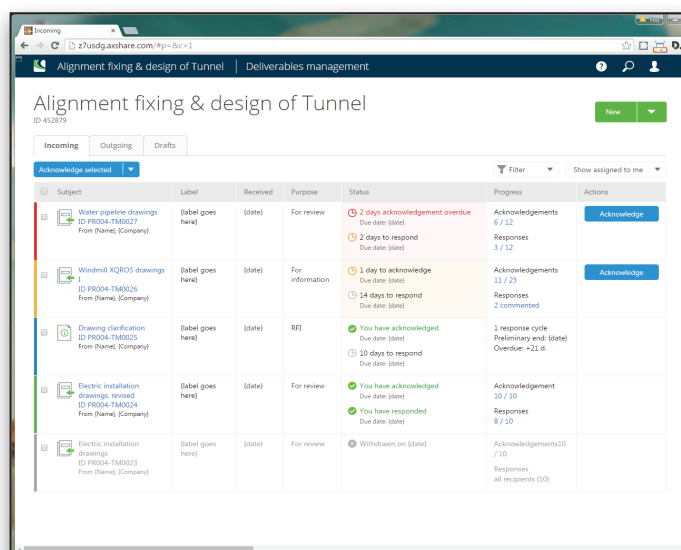 Incoming
z7usdg.axshare.com/#p=&c=1
Alignment fixing & design of Tunnel | Deliverables management
Alignment fixing & design of Tunnel
ID 452879
New
Incoming Outgoing Drafts
Acknowledge selected
Filter
Show assigned to me
Subject Label Received Purpose Status Progress Actions
Water pipeline drawings
ID PR004-TM0027
From {Name}, {Company}
{label goes
here}
{date}
For review
2 days acknowledgement overdue
Due date: {date}
2 days to respond
Due date: {date}
Acknowledgements
6 / 12
Responses
3 / 12
Acknowledge
Windmill XQROS drawings
I
ID PR004-TM0026
From {Name}, {Company}
{label goes
here}
{date}
For
information
1 day to acknowledge
Due date: {date}
14 days to respond
Due date: {date}
Acknowledgements
11 / 23
Responses
2 commented
Acknowledge
Drawing clarification
ID PR004-TM0025
From {Name}, {Company}
{label goes
here}
{date}
RFI
You have acknowledged
10 days to respond
Due date: {date}
1 response cycle
Preliminary end: {date}
Overdue: +21 d.
Electric installation
drawings, revised
ID PR004-TM0024
From {Name}, {Company}
{label goes
here}
{date}
For review
You have acknowledged
Due date: {date}
You have responded
Due date: {date}
Acknowledgement
10 / 10
Responses
8 / 10
Electric installation
drawings
ID PR004-TM0023
From {Name}, {Company}
{label goes
here}
{date}
For review
Withdrawn on {date}
Acknowledgements10
/ 10
Responses
all recipients (10)